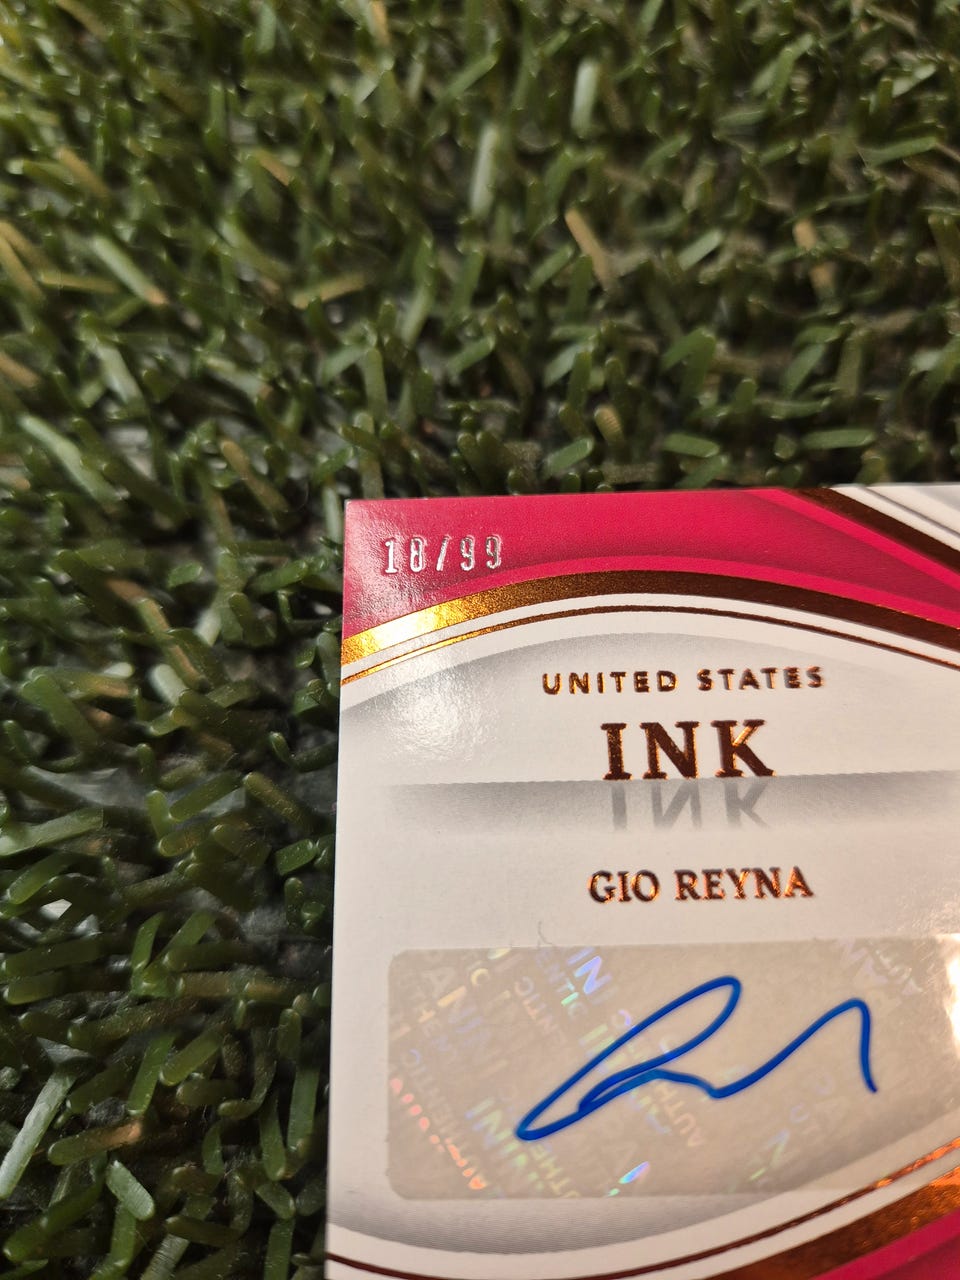 18/99
UNITED STATES
INK
GIO REYNA